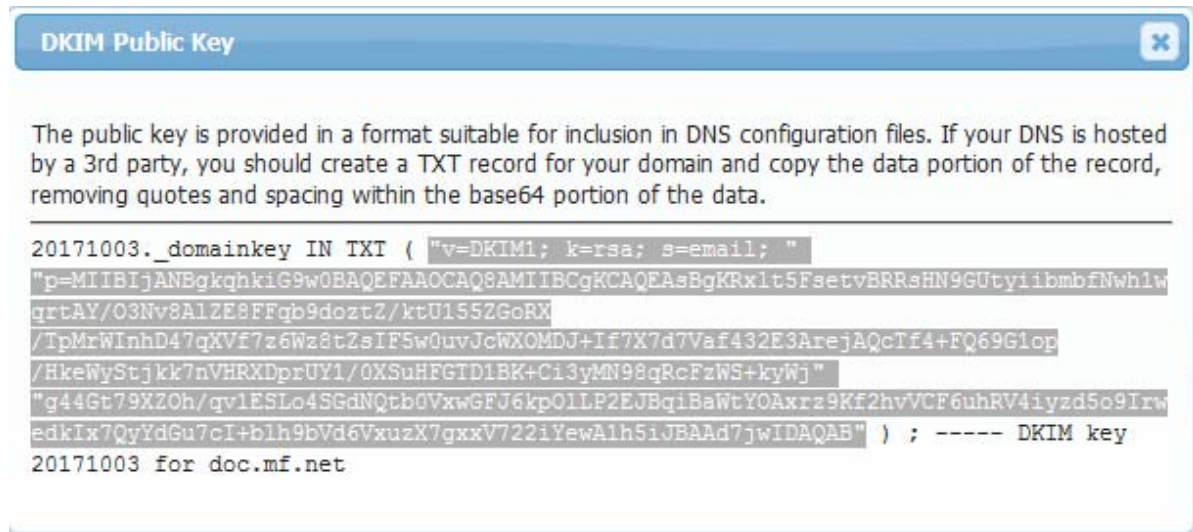 DKIM Public Key
The public key is provided in a format suitable for inclusion in DNS configuration files. If your DNS is hosted
by a 3rd party, you should create a TXT record for your domain and copy the data portion of the record,
removing quotes and spacing within the base64 portion of the data.
20171003._domainkey IN TXT ( "v=DKIM1; k=rsa; s=email; "
"p=MIIBIjANBgkqhkiG9w0BAQEFAAOCAQ8AMIIBCgKCAQEAsBgKRx1t5FsetvBRRsHN9GUtyiibmbfNwh1w
qrtAY/O3Nv8AlZE8FFqb9doztZ/ktU155ZGoRX
/TpMrWInhD47qXVf7z6Wz8tZsIF5w0uvJcWXOMDJ+If7X7d7Vaf432E3ArejAQcTf4+FQ69G1op
/HkeWyStjkk7nVHRXDprUY1/0XSuHFGTD1BK+Ci3yMN98qRcFzWS+kyWj"
"g44Gt79XZOh/qv1ESLo4SGdNQtb0VxwGFJ6kpOlLP2EJBqiBaWtYOAxrz9Kf2hvVCF6uhRV4iyzd5o9Irw
edkIx7QyYdGu7cI+blh9bVd6VxuzX7gxxV722iYewA1h5iJBAAd7jwIDAQAB" ) ; ----- DKIM key
20171003 for doc.mf.net